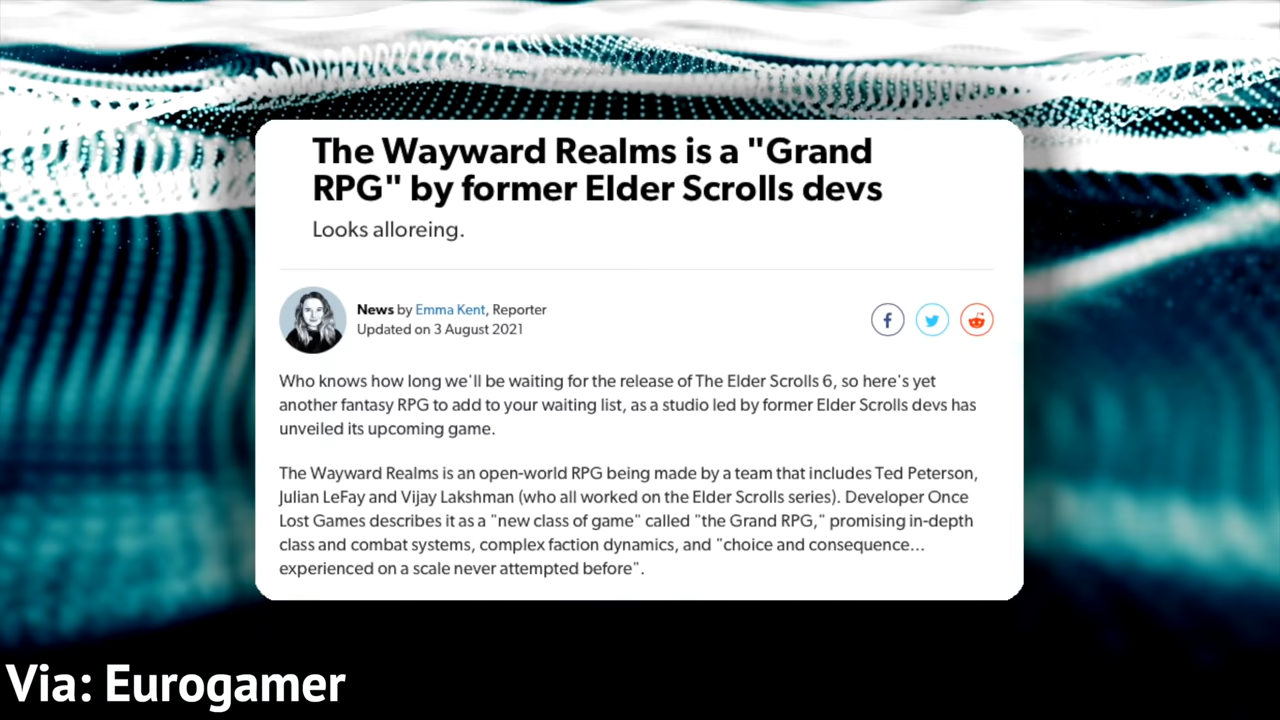 The Wayward Realms is a "Grand
RPG" by former Elder Scrolls devs
Looks alloreing.
News by Emma Kent, Reporter
Updated on 3 August 2021
Who knows how long we'll be waiting for the release of The Elder Scrolls 6, so here's yet
another fantasy RPG to add to your waiting list, as a studio led by former Elder Scrolls devs has
unveiled its upcoming game.
The Wayward Realms is an open-world RPG being made by a team that includes Ted Peterson,
Julian LeFay and Vijay Lakshman (who all worked on the Elder Scrolls series). Developer Once
Lost Games describes it as a "new class of game" called "the Grand RPG," promising in-depth
class and combat systems, complex faction dynamics, and "choice and consequence...
experienced on a scale never attempted before".
Via: Eurogamer